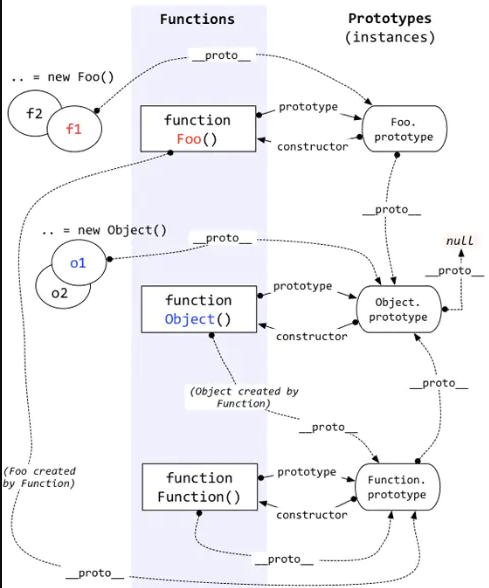 Functions
Prototypes
(instances)
__proto__
.. = new Foo()
f2
f1
function
Foo()
prototype
constructor
Foo.
prototype
__proto__
.. = new Object()
__proto__
null
__proto__
o1
o2
function
Object()
prototype
constructor
Object.
prototype
__proto__
(Object created by
Function)
__proto__
(Foo created
by Function)
function
Function()
prototype
constructor
Function.
prototype
__proto__
__proto__